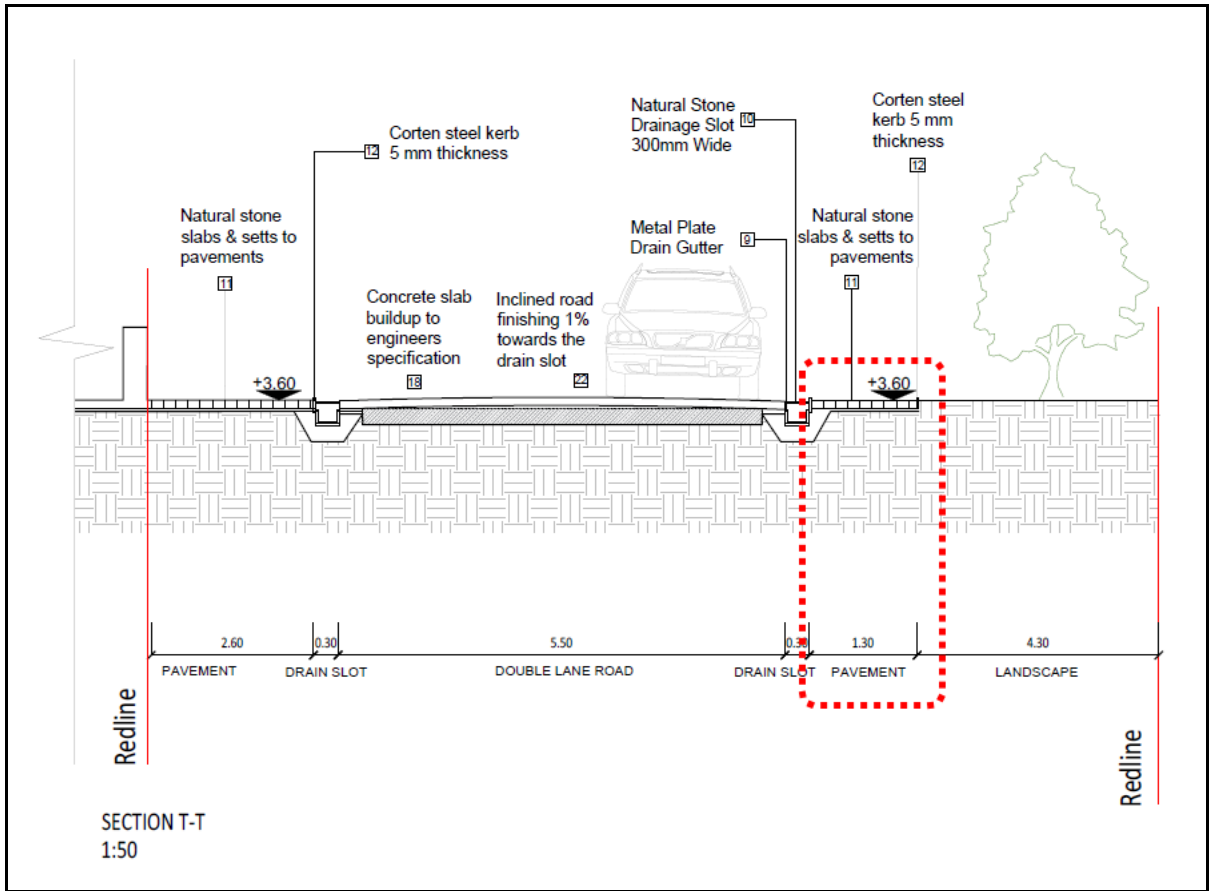 Corten steel kerb
5 mm thickness
12
Natural Stone
Drainage Slot
300mm Wide
10
Corten steel
kerb 5 mm
thickness
12
Natural stone
slabs & setts to
pavements
11
Metal Plate
Drain Gutter
9
Natural stone
slabs & setts to
pavements
11
Concrete slab
buildup to
engineers
specification
18
Inclined road
finishing 1%
towards the
drain slot
22
+3.60
+3.60
2.60
0.30
5.50
0.30
1.30
4.30
PAVEMENT
DRAIN SLOT
DOUBLE LANE ROAD
DRAIN SLOT
PAVEMENT
LANDSCAPE
Redline
Redline
SECTION T-T
1:50